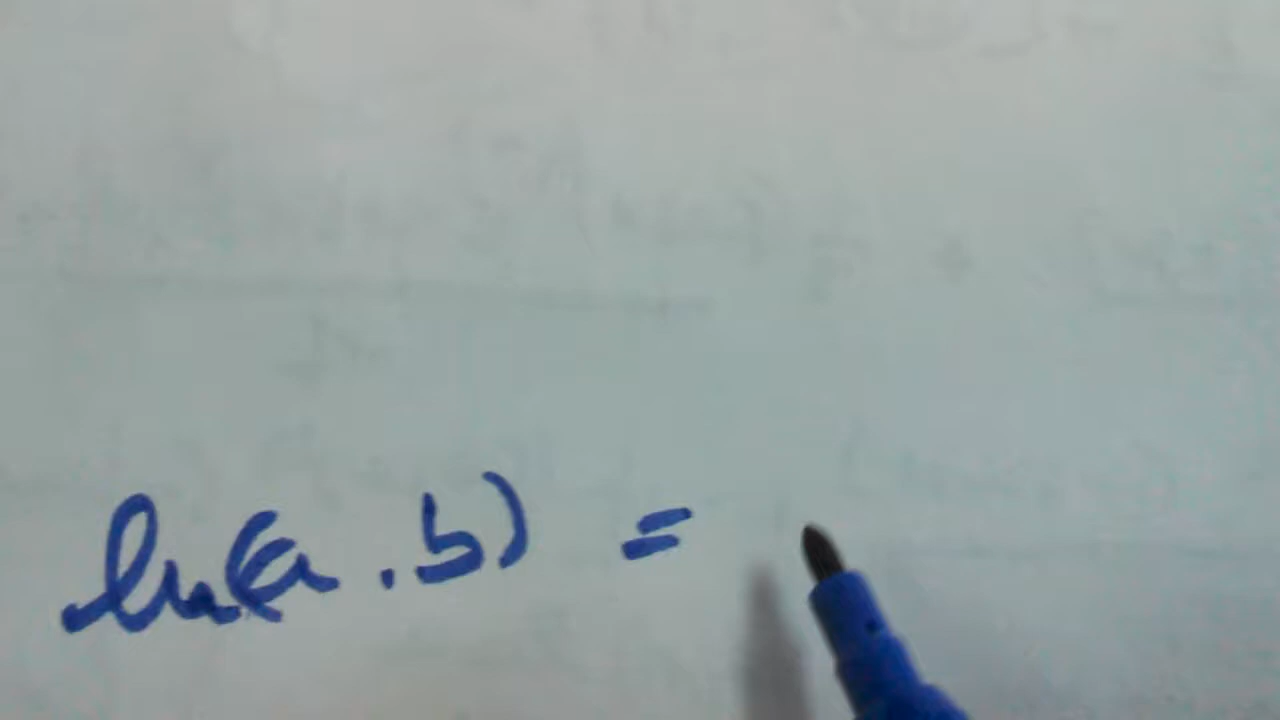 ln(a . b) =